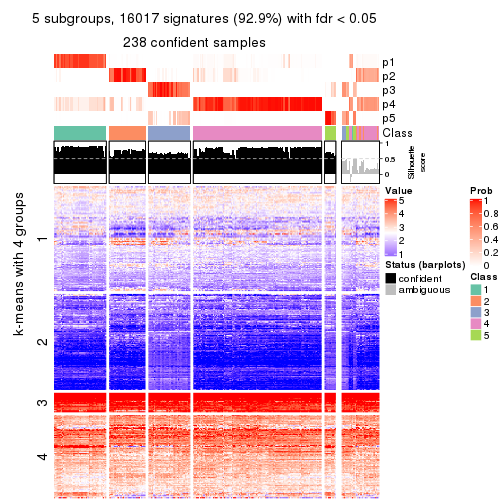 5 subgroups, 16017 signatures (92.9%) with fdr < 0.05
238 confident samples
p1
p2
p3
p4
p5
Class
1
0.5
0
Silhouette
score
k-means with 4 groups
1
2
3
4
Value
5
4
3
2
1
Status (barplots)
confident
ambiguous
Prob
1
0.8
0.6
0.4
0.2
0
Class
1
2
3
4
5